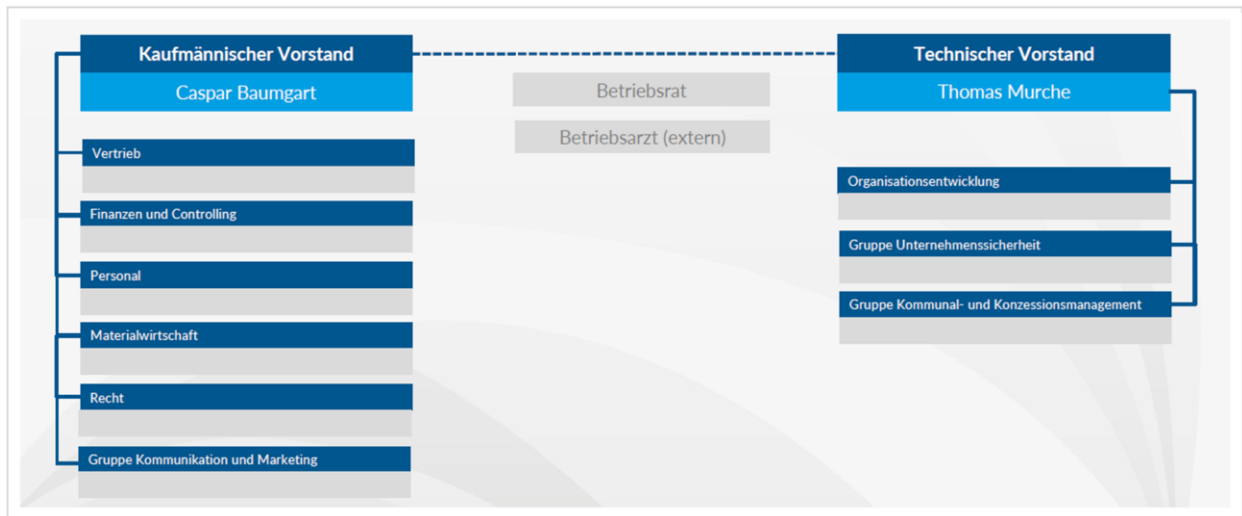 Kaufmännischer Vorstand
Caspar Baumgart
Vertrieb
Finanzen und Controlling
Personal
Materialwirtschaft
Recht
Gruppe Kommunikation und Marketing
Betriebsrat
Betriebsarzt (extern)
Technischer Vorstand
Thomas Murche
Organisationsentwicklung
Gruppe Unternehmenssicherheit
Gruppe Kommunal- und Konzessionsmanagement